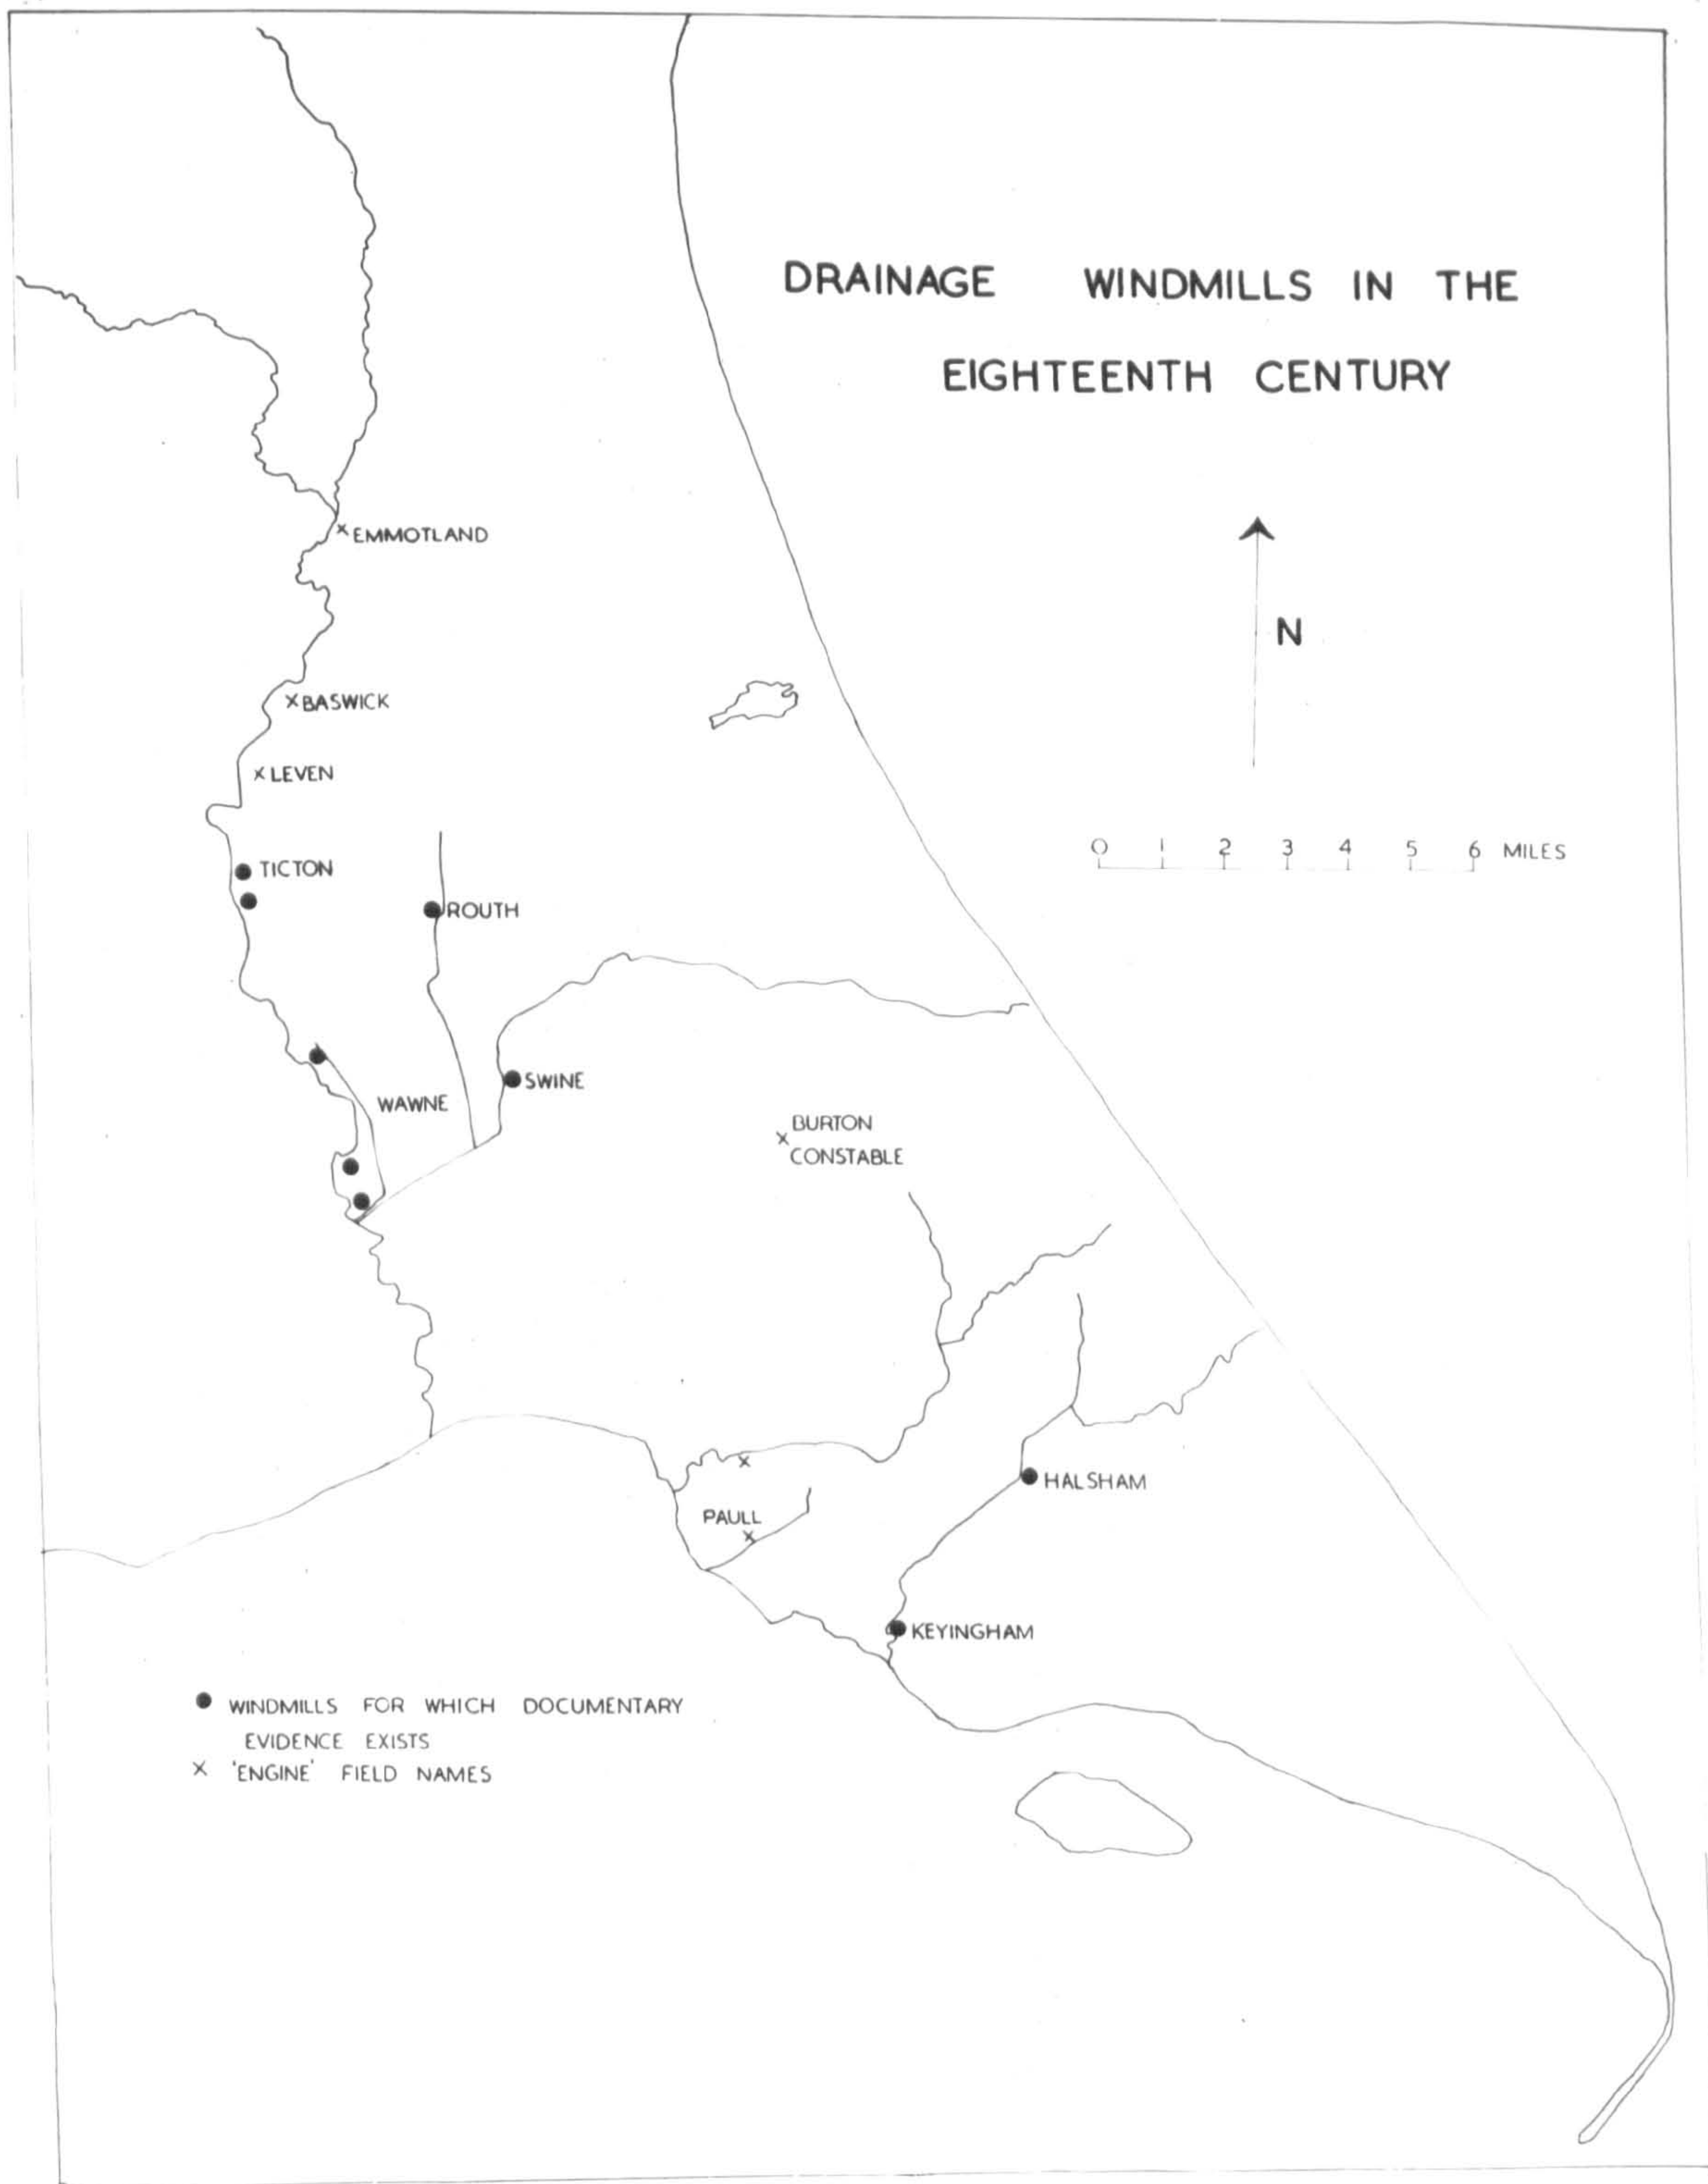 DRAINAGE WINDMILLS IN THE
EIGHTEENTH CENTURY
EMMOTLAND
N
BASWICK
LEVEN
0 1 2 3 4 5 6 MILES
TICTON
ROUTH
SWINE
WAWNE
BURTON
CONSTABLE
HALSHAM
PAULL
KEYINGHAM
WINDMILLS FOR WHICH DOCUMENTARY
EVIDENCE EXISTS
X 'ENGINE' FIELD NAMES